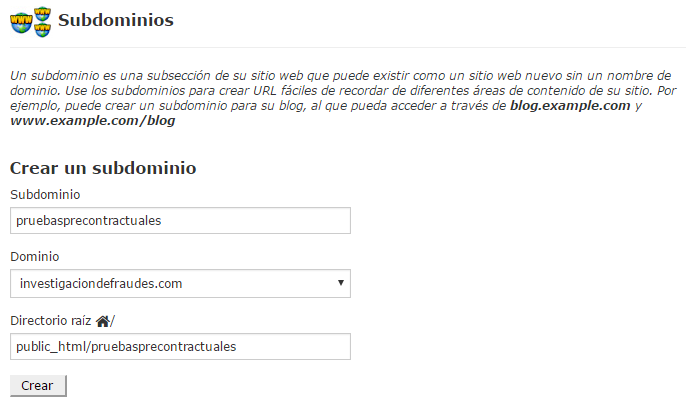 Subdominios
Un subdominio es una subsección de su sitio web que puede existir como un sitio web nuevo sin un nombre de
dominio. Use los subdominios para crear URL fáciles de recordar de diferentes áreas de contenido de su sitio. Por
ejemplo, puede crear un subdominio para su blog, al que pueda acceder a través de blog.example.com y
www.example.com/blog
Crear un subdominio
Subdominio
pruebasprecontractuales
Dominio
investigaciondefraudes.com
Directorio raíz /
public_html/pruebasprecontractuales
Crear